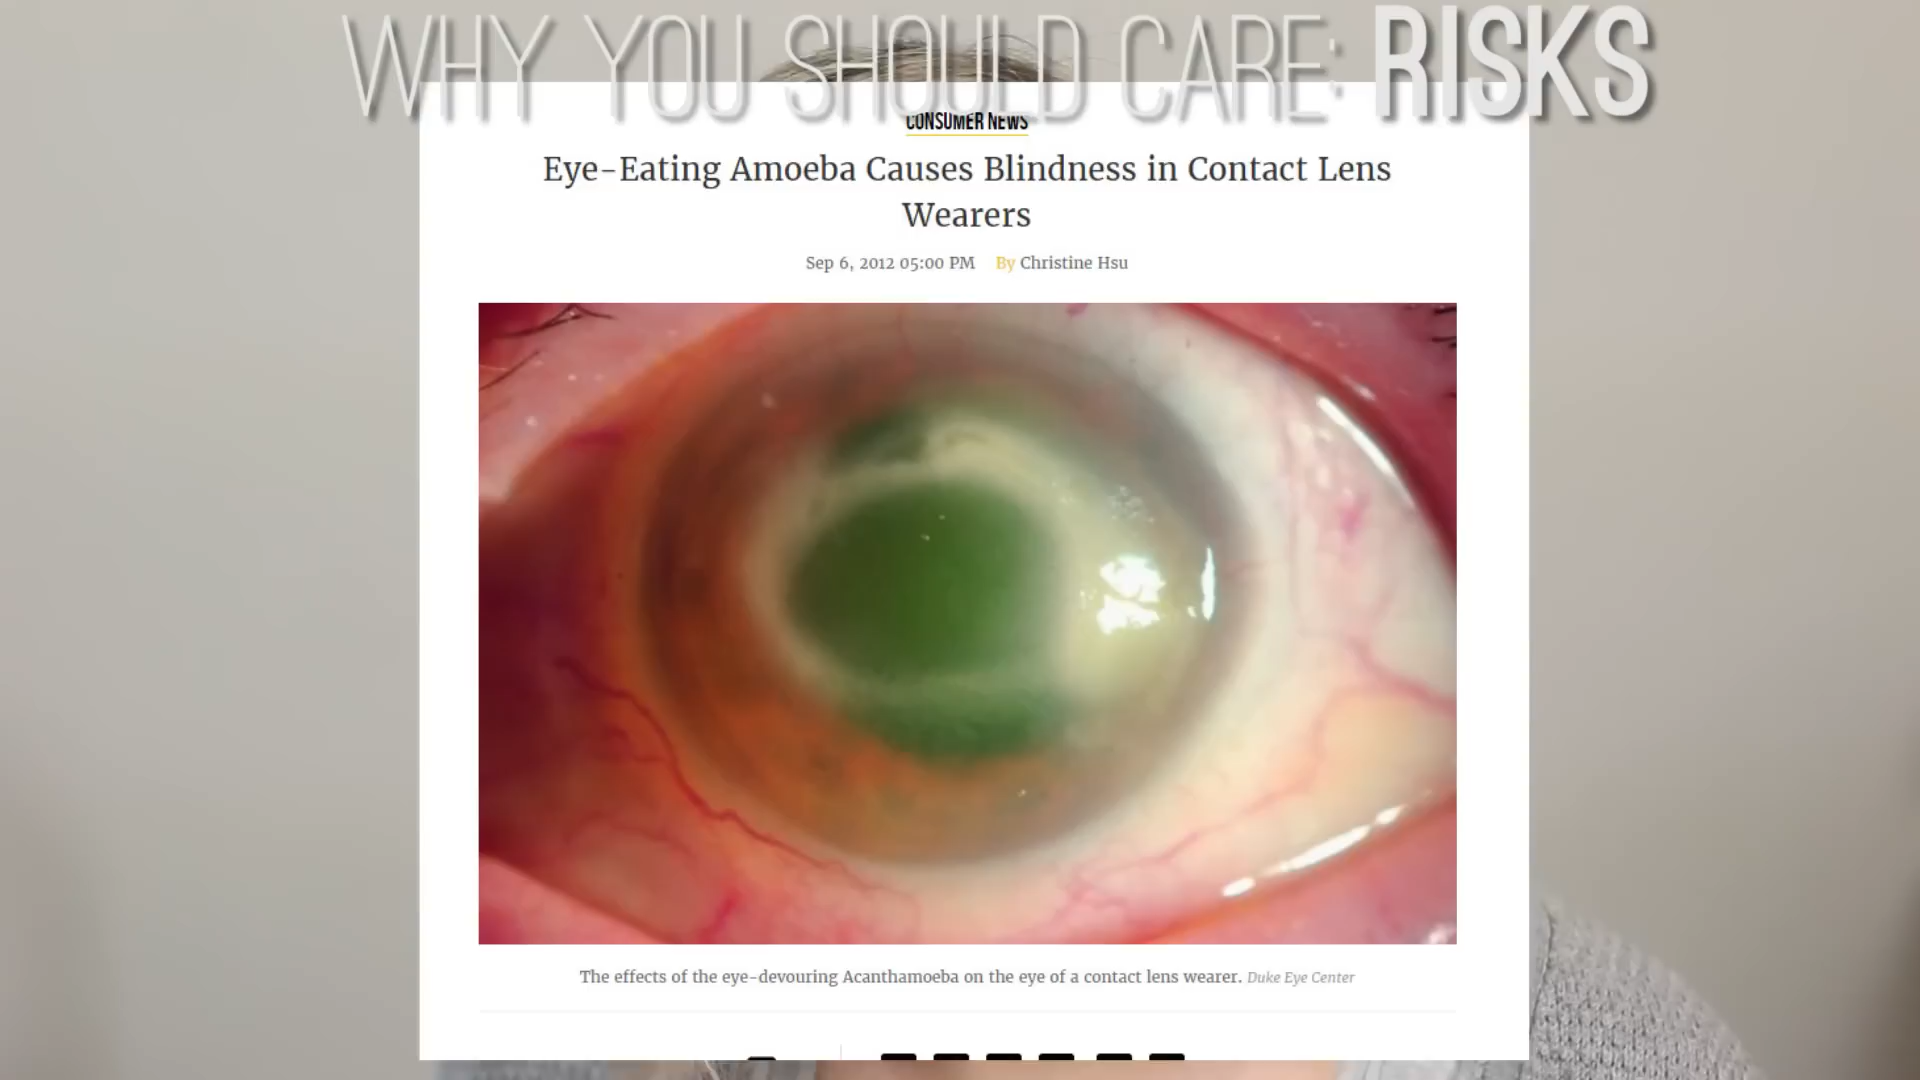 WHY YOU SHOULD CARE: RISKS
CONSUMER NEWS
Eye-Eating Amoeba Causes Blindness in Contact Lens
Wearers
Sep 6, 2012 05:00 PM By Christine Hsu
The effects of the eye-devouring Acanthamoeba on the eye of a contact lens wearer. Duke Eye Center